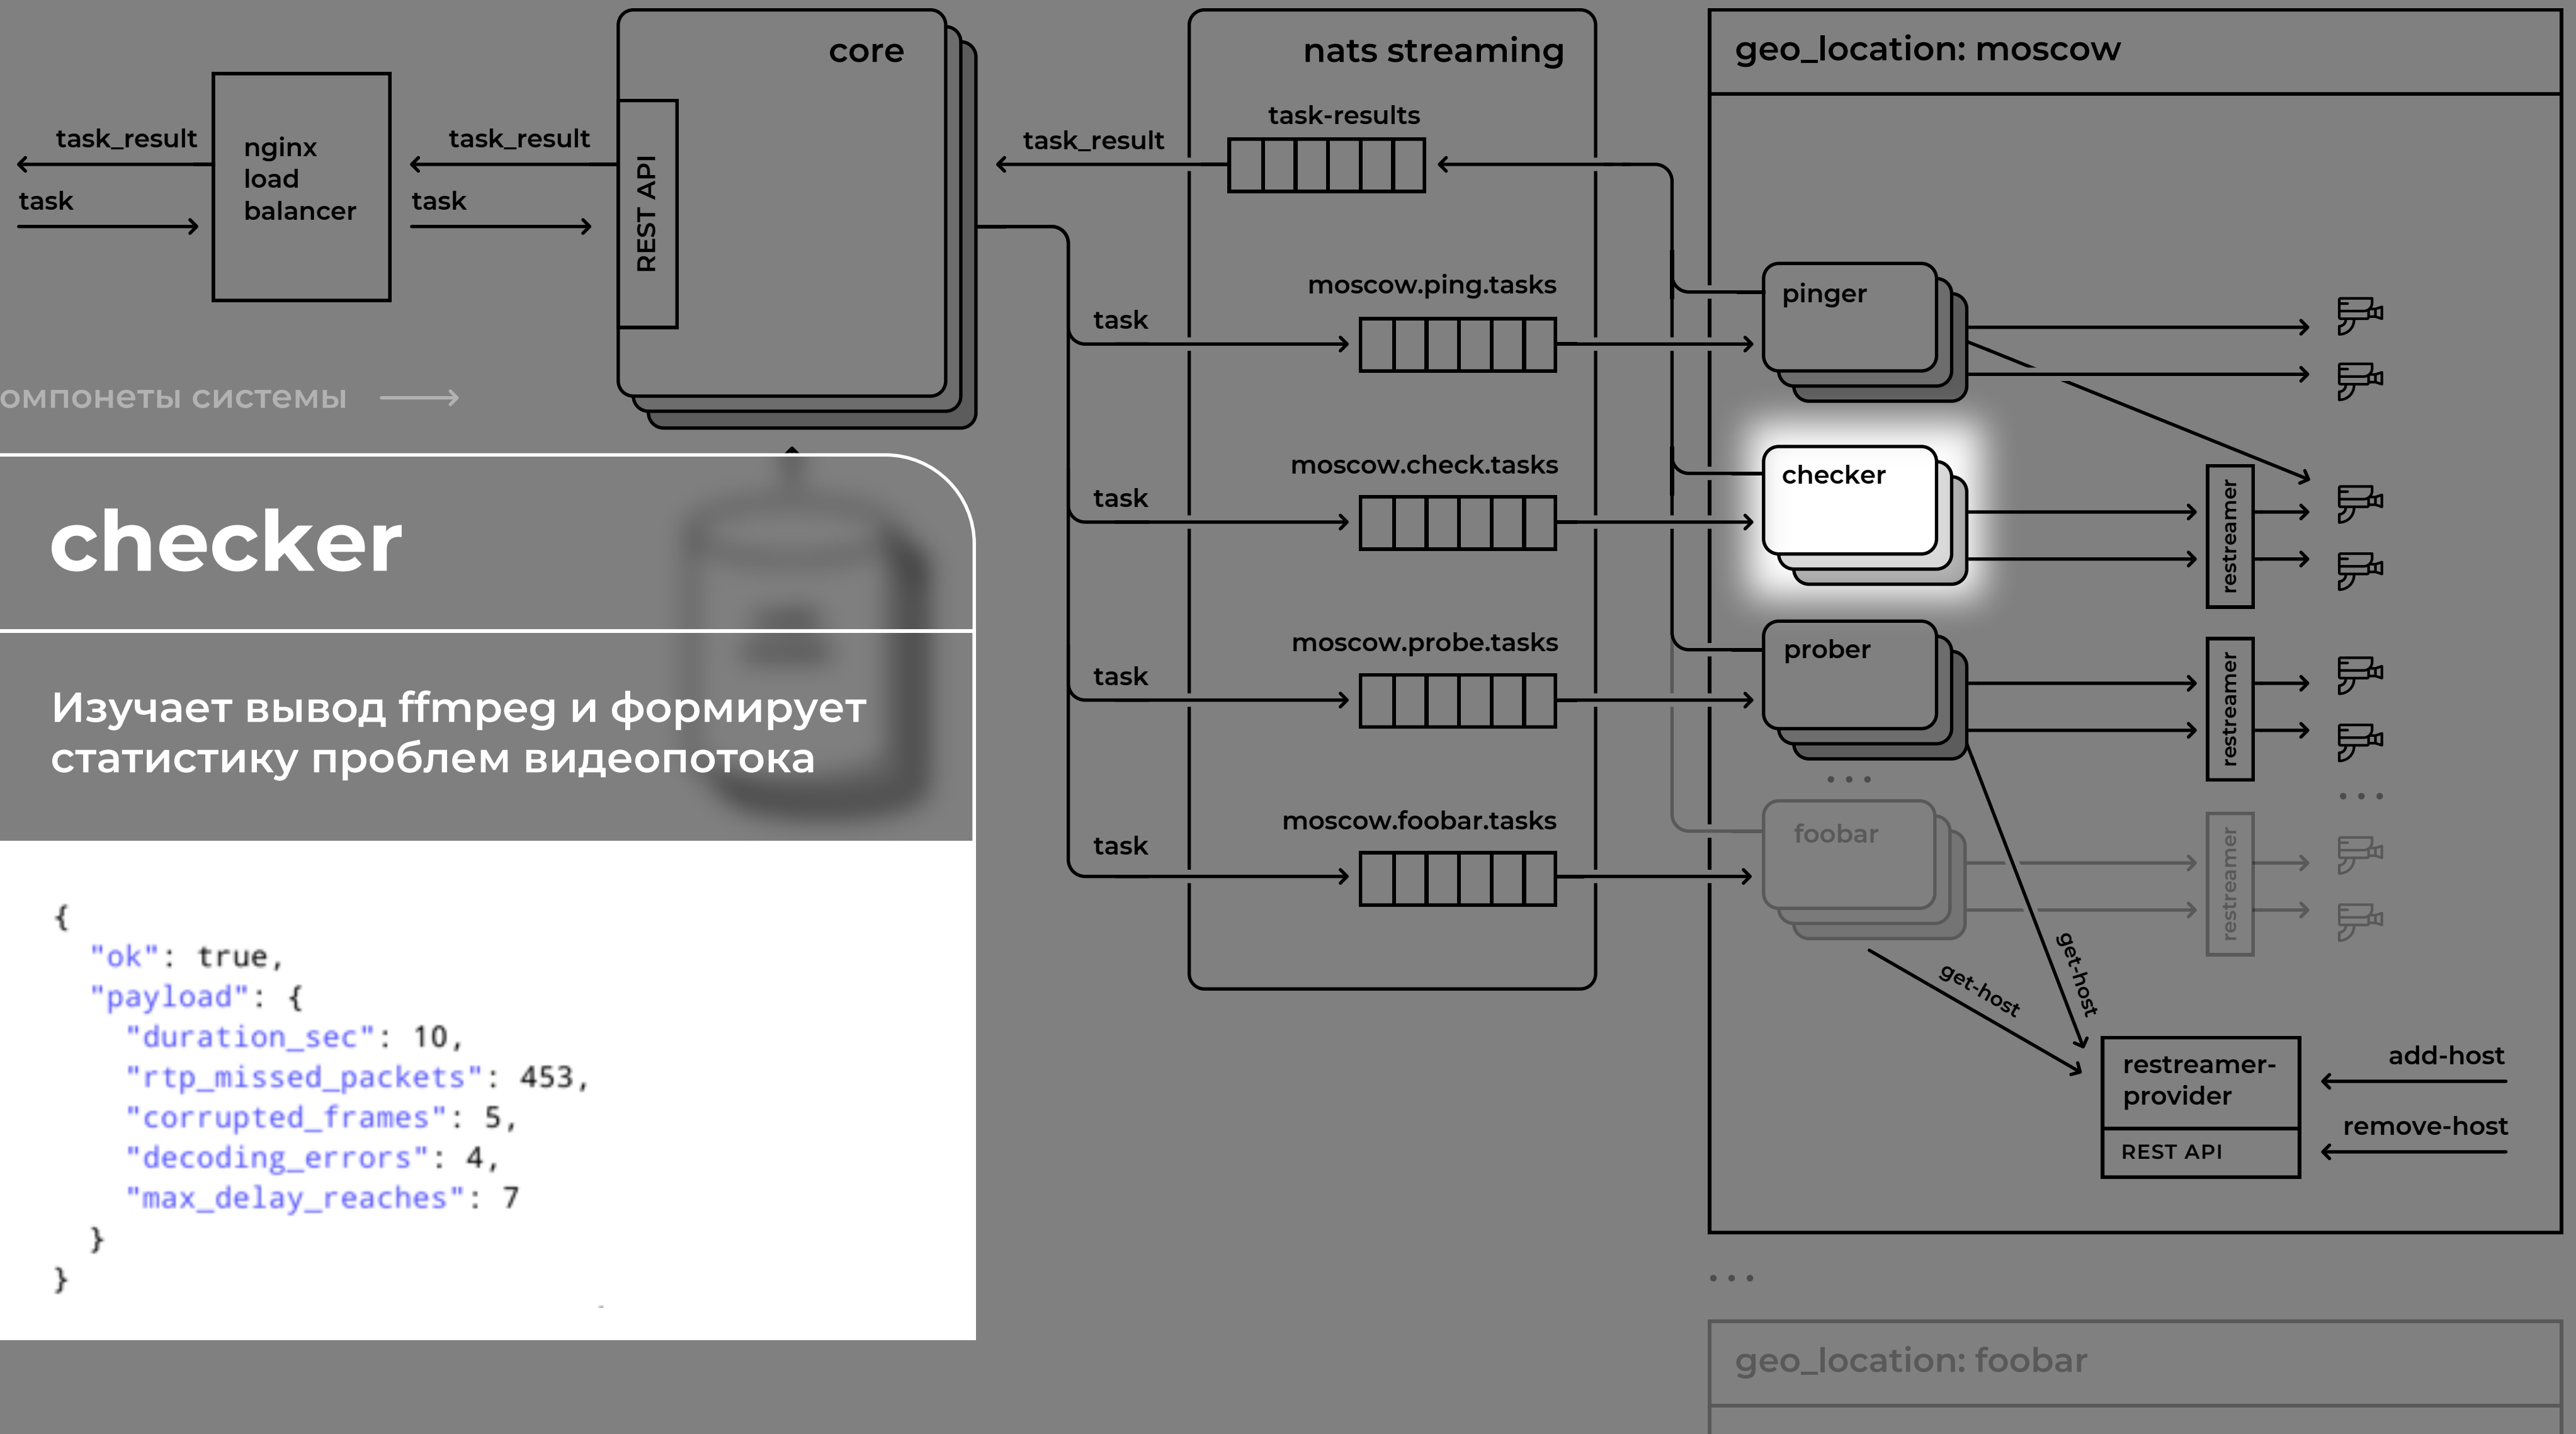 core
nats streaming
geo_location: moscow
task_result
task
nginx
load
balancer
task_result
task
REST API
task_result
task-results
омпонеты системы
task
moscow.ping.tasks
pinger
task
moscow.check.tasks
checker
restreamer
task
moscow.probe.tasks
prober
restreamer
...
...
task
moscow.foobar.tasks
foobar
restreamer
get-host
get-host
restreamer-
provider
REST API
add-host
remove-host
...
geo_location: foobar
checker
Изучает вывод ffmpeg и формирует
статистику проблем видеопотока
{
"ok": true,
"payload": {
"duration_sec": 10,
"rtp_missed_packets": 453,
"corrupted_frames": 5,
"decoding_errors": 4,
"max_delay_reaches": 7
}
}